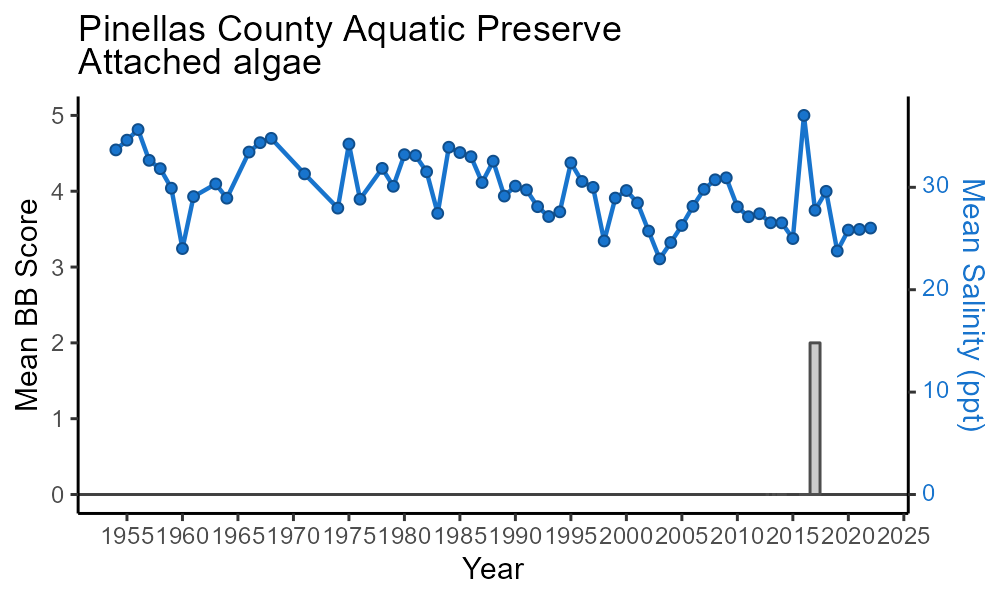 Pinellas County Aquatic Preserve
Attached algae
5
4
3
2
1
0
Mean BB Score
30
20
10
0
Mean Salinity (ppt)
1955 1960 1965 1970 1975 1980 1985 1990 1995 2000 2005 2010 2015 2020 2025
Year